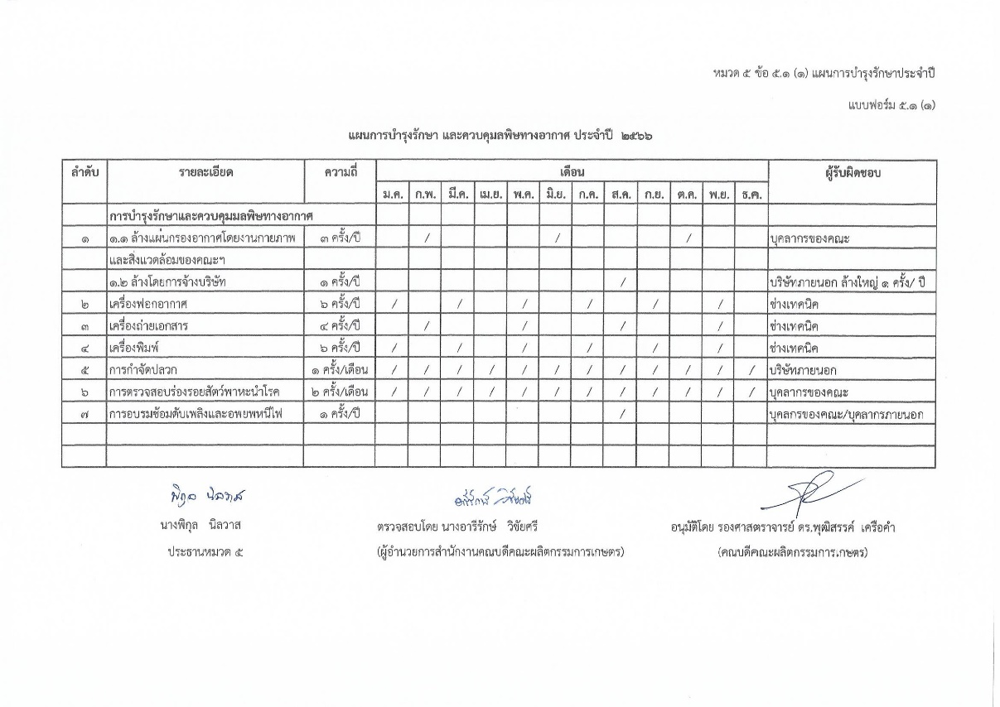 หมวด ๕ ข้อ ๕.๑ (๑) แผนการบำรุงรักษาประจำปี
แบบฟอร์ม ๕.๑ (๑)
แผนการบำรุงรักษา และควบคุมมลพิษทางอากาศ ประจำปี ๒๕๖๖
ลำดับ รายละเอียด ความถี่ เดือน ผู้รับผิดชอบ
ม.ค. ก.พ. มี.ค. เม.ย. พ.ค. มิ.ย. ก.ค. ส.ค. ก.ย. ต.ค. พ.ย. ธ.ค.
การบำรุงรักษาและควบคุมมลพิษทางอากาศ
๑ ๑.๑ ล้างแผ่นกรองอากาศโดยงานกายภาพ ๓ ครั้ง/ปี / / / บุคลากรของคณะ
และสิ่งแวดล้อมของคณะฯ
๑.๒ ล้างโดยการจ้างบริษัท ๑ ครั้ง/ปี / บริษัทภายนอก ล้างใหญ่ ๑ ครั้ง/ ปี
๒ เครื่องฟอกอากาศ ๖ ครั้ง/ปี / / / / / / ช่างเทคนิค
๓ เครื่องถ่ายเอกสาร ๔ ครั้ง/ปี / / / / ช่างเทคนิค
๔ เครื่องพิมพ์ ๖ ครั้ง/ปี / / / / / / ช่างเทคนิค
๕ การกำจัดปลวก ๑ ครั้ง/เดือน / / / / / / / / / / / / บริษัทภายนอก
๖ การตรวจสอบร่องรอยสัตว์พาหะนำโรค ๒ ครั้ง/เดือน / / / / / / / / / / / / บุคลากรของคณะ
๗ การอบรมซ้อมดับเพลิงและอพยพหนีไฟ ๑ ครั้ง/ปี / บุคลกรของคณะ/บุคลากรภายนอก
พิกุล นิลวาส อารีรักษ์ วิชัยศรี
นางพิกุล นิลวาส ตรวจสอบโดย นางอารีรักษ์ วิชัยศรี อนุมัติโดย รองศาสตราจารย์ ดร.พุฒิสรรค์ เครือคำ
ประธานหมวด ๕ (ผู้อำนวยการสำนักงานคณบดีคณะผลิตกรรมการเกษตร) (คณบดีคณะผลิตกรรมการเกษตร)